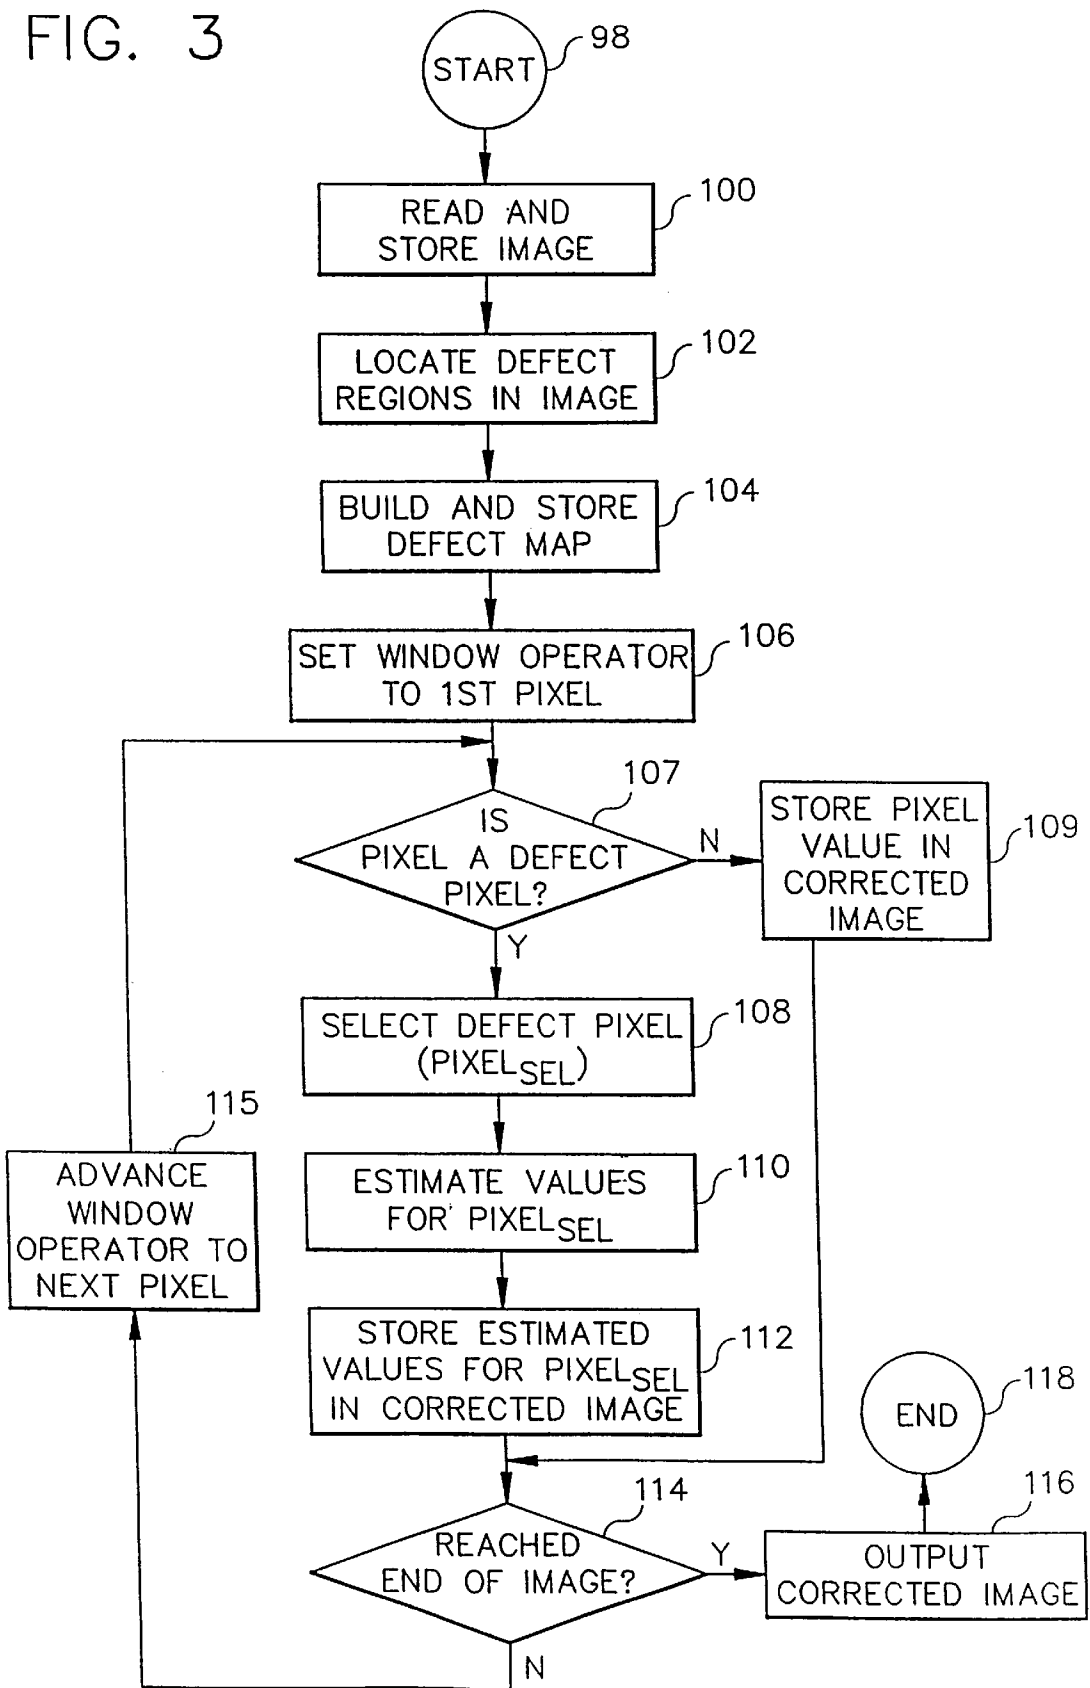 FIG. 3
START
98
READ AND
STORE IMAGE
100
LOCATE DEFECT
REGIONS IN IMAGE
102
BUILD AND STORE
DEFECT MAP
104
SET WINDOW OPERATOR
TO 1ST PIXEL
106
107
IS
PIXEL A DEFECT
PIXEL?
N
Y
STORE PIXEL
VALUE IN
CORRECTED
IMAGE
109
SELECT DEFECT PIXEL
(PIXELSEL)
108
115
ADVANCE
WINDOW
OPERATOR TO
NEXT PIXEL
ESTIMATE VALUES
FOR PIXELSEL
110
STORE ESTIMATED
VALUES FOR PIXELSEL
IN CORRECTED IMAGE
112
END
118
114
REACHED
END OF IMAGE?
Y
N
116
OUTPUT
CORRECTED IMAGE